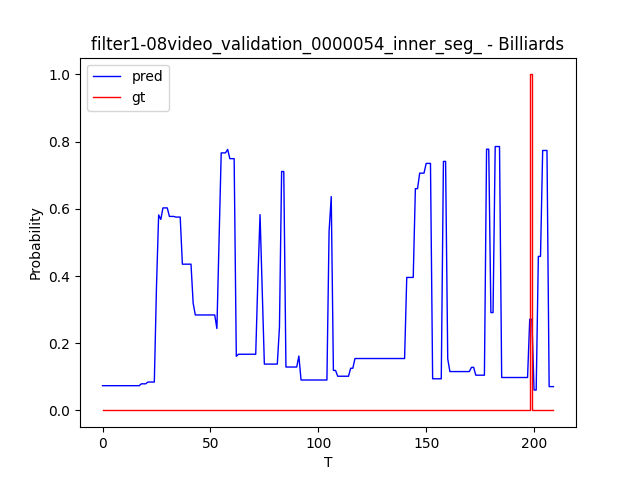 filter1-08video_validation_0000054_inner_seg_ - Billiards
pred
gt
1.0
0.8
0.6
0.4
0.2
0.0
Probability
0
50
100
150
200
T